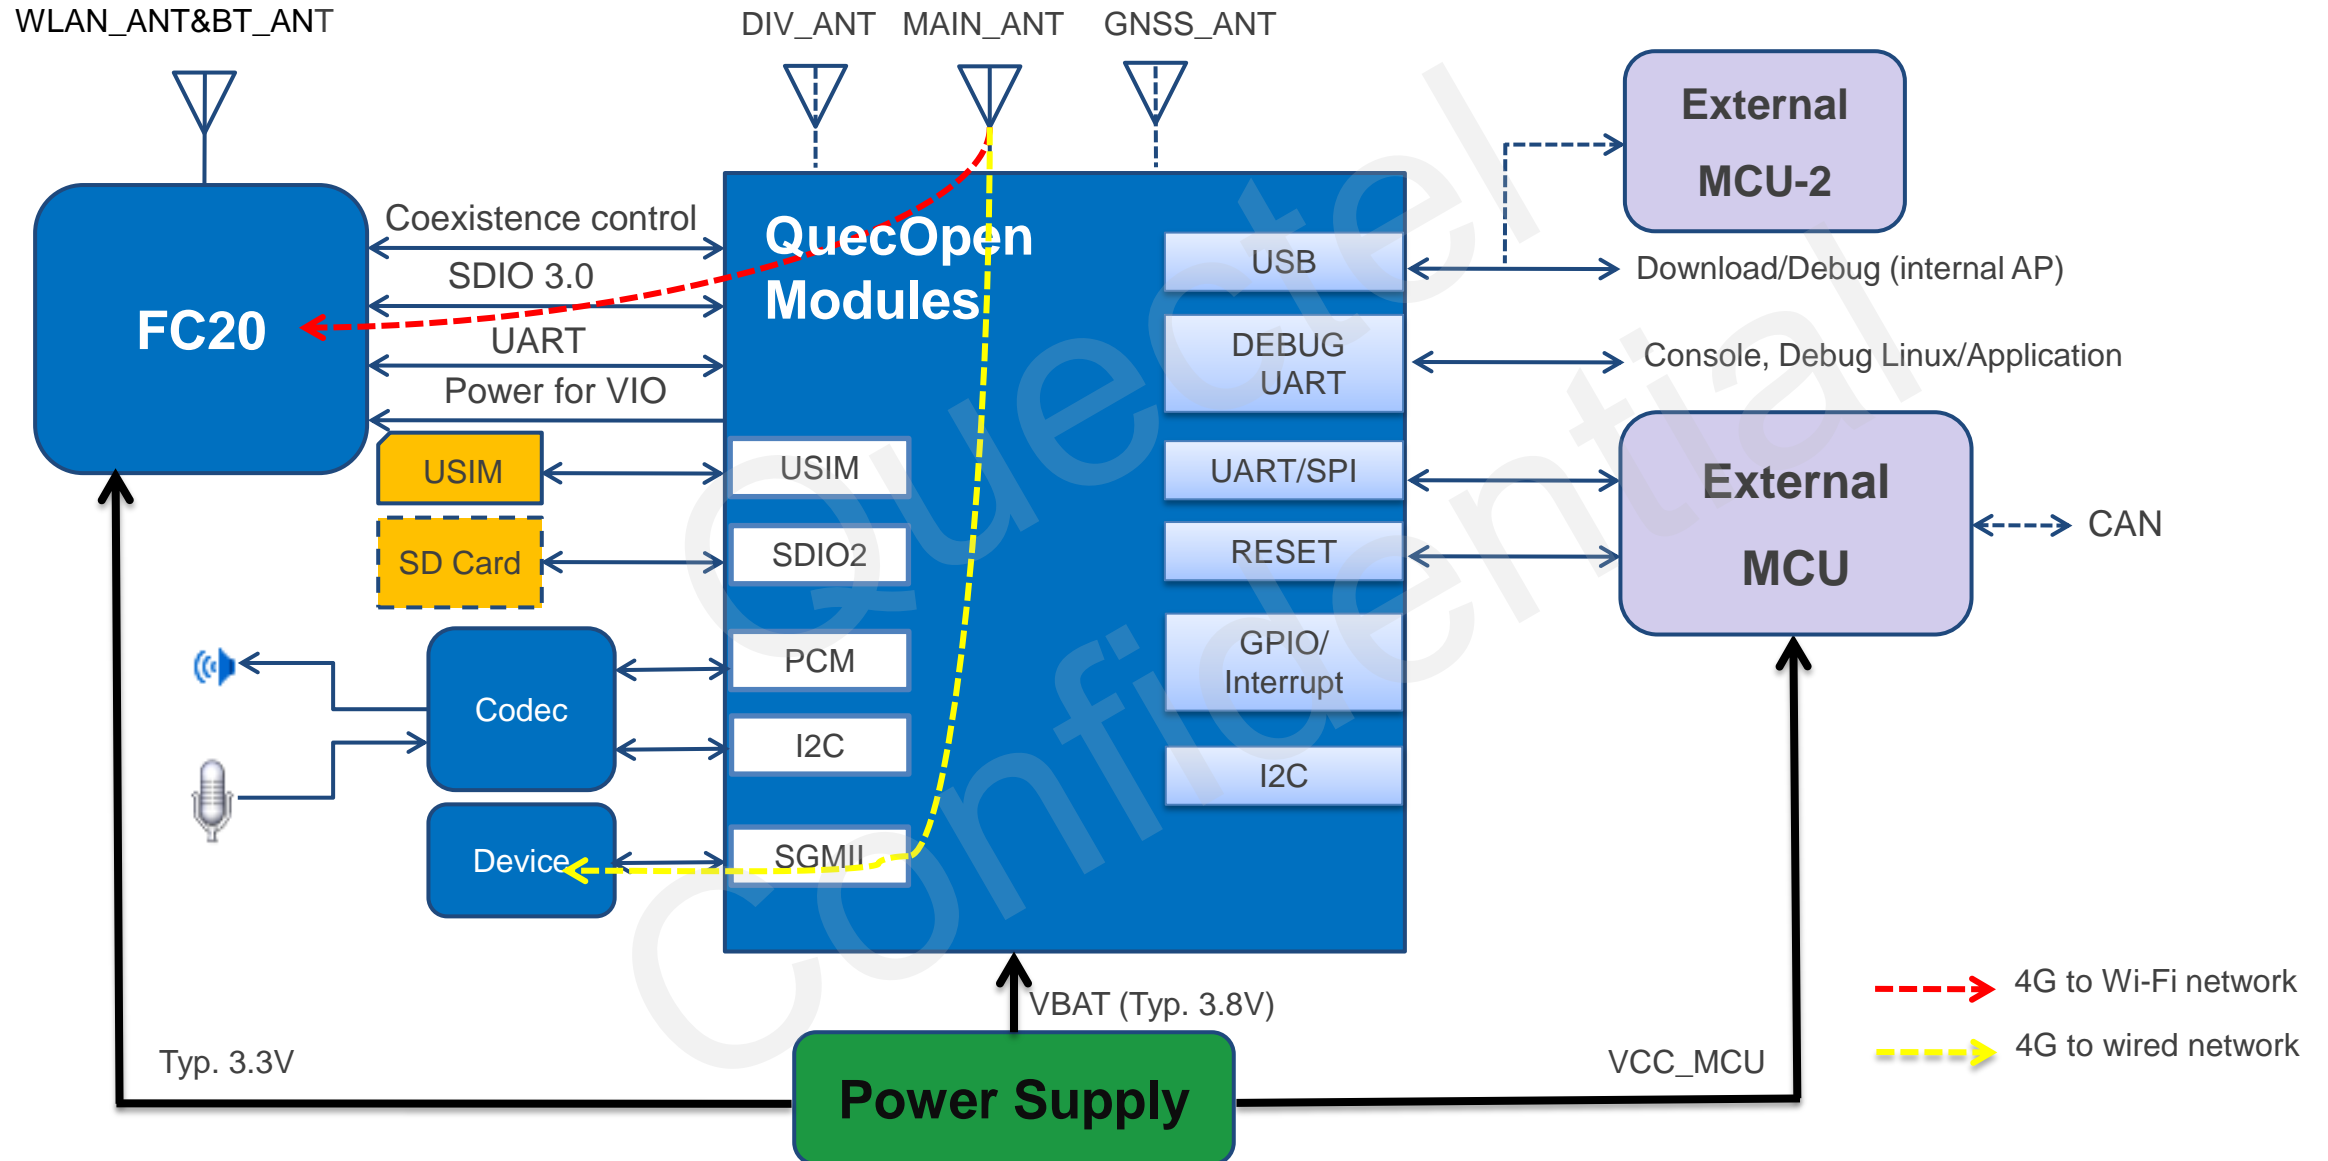 WLAN_ANT&BT_ANT
DIV_ANT
MAIN_ANT
GNSS_ANT
External
MCU-2
FC20
Coexistence control
SDIO 3.0
UART
Power for VIO
QuecOpen
Modules
USB
Download/Debug (internal AP)
DEBUG
UART
Console, Debug Linux/Application
USIM
USIM
UART/SPI
External
MCU
CAN
SD Card
SDIO2
RESET
Codec
PCM
GPIO/
Interrupt
I2C
I2C
Device
SGMII
VBAT (Typ. 3.8V)
4G to Wi-Fi network
4G to wired network
Typ. 3.3V
VCC_MCU
Power Supply
Quectel
Confidential